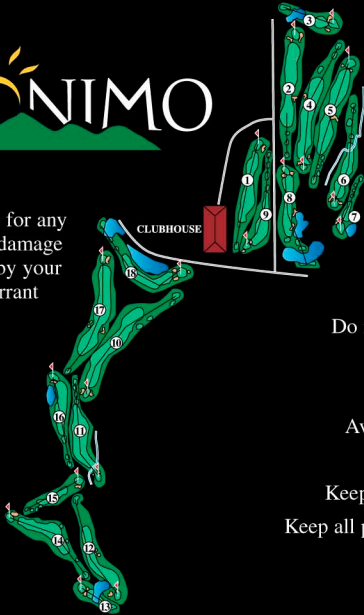 NIMO
for any
damage
by your
rrant
CLUBHOUSE
3
2
4
5
1
6
9
8
7
18
17
10
16
11
15
14
12
13
Do
Av
Keep
Keep all p